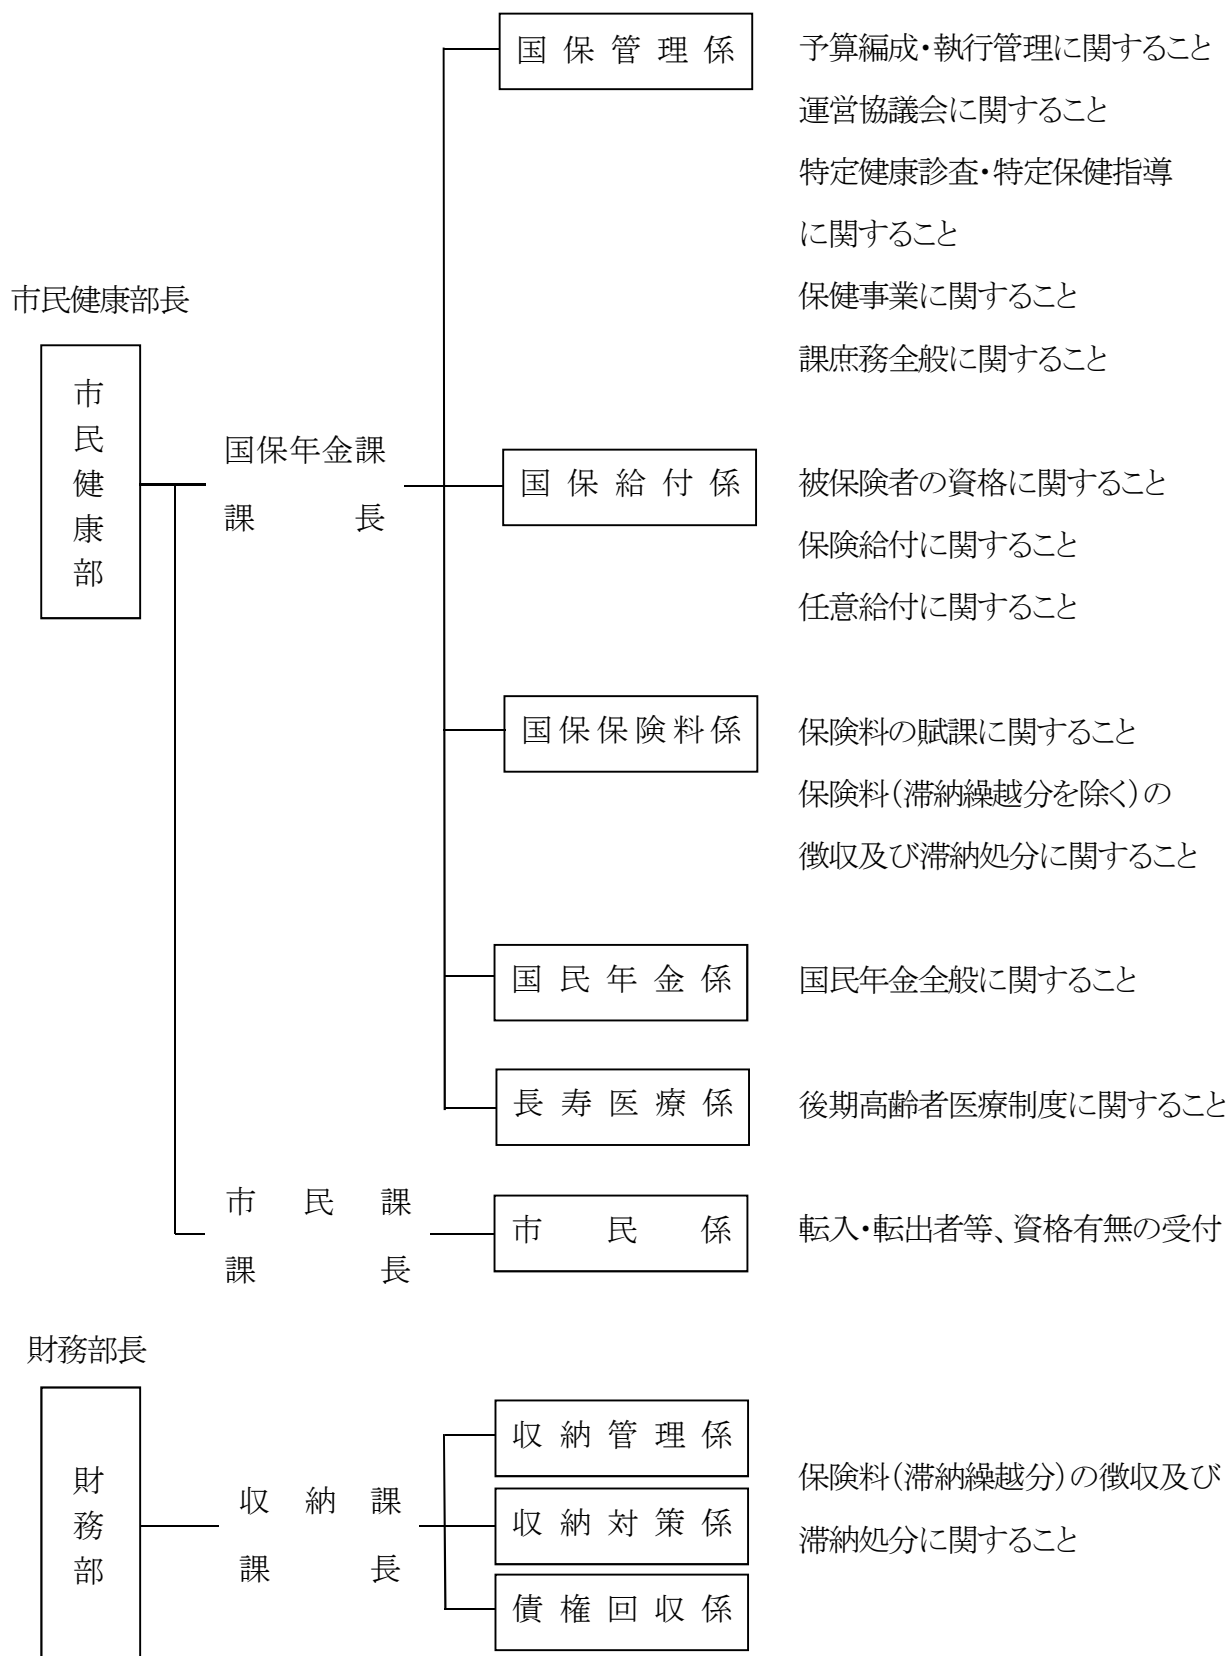 国保管理係
予算編成・執行管理に関すること
運営協議会に関すること
特定健康診査・特定保健指導
に関すること
保健事業に関すること
課庶務全般に関すること
市民健康部長
市民健康部
国保年金課
課長
国保給付係
被保険者の資格に関すること
保険給付に関すること
任意給付に関すること
国保保険料係
保険料の賦課に関すること
保険料（滞納繰越分を除く）の
徴収及び滞納処分に関すること
国民年金係
国民年金全般に関すること
長寿医療係
後期高齢者医療制度に関すること
市民課
課長
市民係
転入・転出者等、資格有無の受付
財務部長
財務部
収納課
課長
収納管理係
収納対策係
債権回収係
保険料（滞納繰越分）の徴収及び
滞納処分に関すること